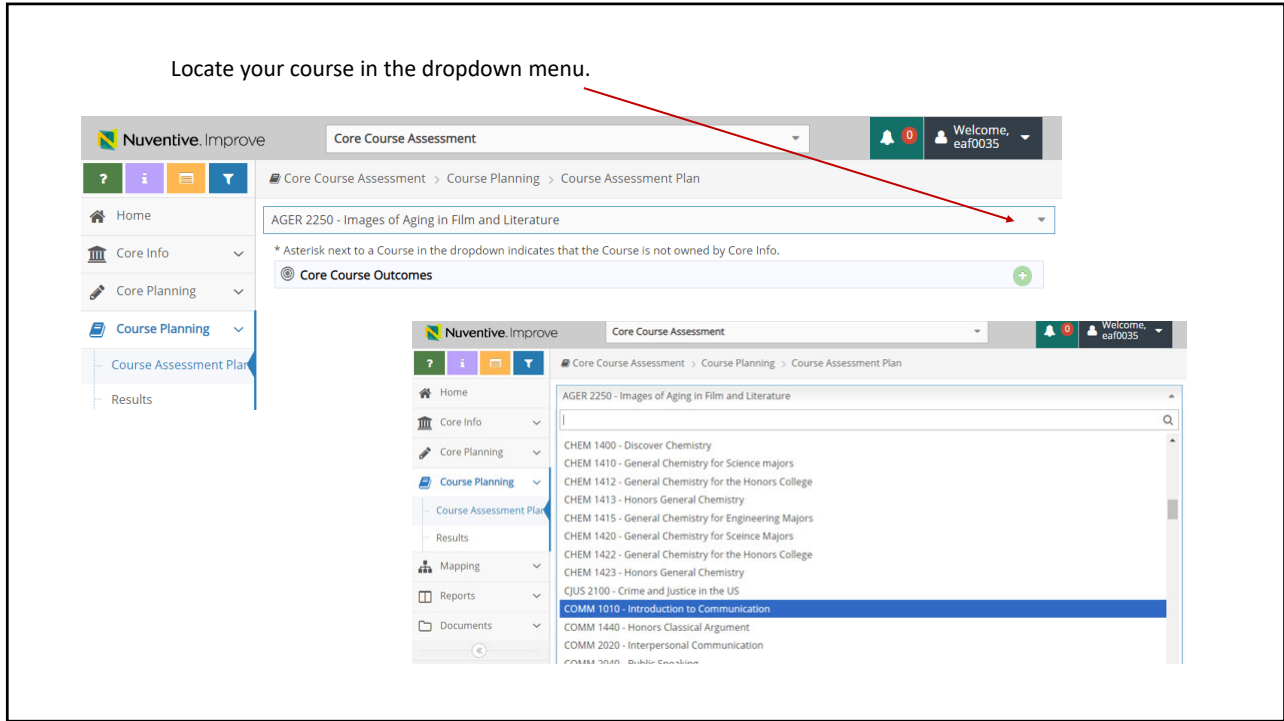 Locate your course in the dropdown menu.
Nuventive. Improve
Core Course Assessment
0
Welcome,
eaf0035
? i
Core Course Assessment > Course Planning > Course Assessment Plan
Home
AGER 2250 - Images of Aging in Film and Literature
* Asterisk next to a Course in the dropdown indicates that the Course is not owned by Core Info.
Core Info
Core Course Outcomes
Core Planning
Course Planning
Course Assessment Plan
Results
Nuventive. Improve
Core Course Assessment
0
Welcome,
eaf0035
? i
Core Course Assessment > Course Planning > Course Assessment Plan
Home
Core Info
Core Planning
Course Planning
Course Assessment Plan
Results
Mapping
Reports
Documents
AGER 2250 - Images of Aging in Film and Literature
CHEM 1400 - Discover Chemistry
CHEM 1410 - General Chemistry for Science majors
CHEM 1412 - General Chemistry for the Honors College
CHEM 1413 - Honors General Chemistry
CHEM 1415 - General Chemistry for Engineering Majors
CHEM 1420 - General Chemistry for Sceince Majors
CHEM 1422 - General Chemistry for the Honors College
CHEM 1423 - Honors General Chemistry
CJUS 2100 - Crime and Justice in the US
COMM 1010 - Introduction to Communication
COMM 1440 - Honors Classical Argument
COMM 2020 - Interpersonal Communication
COMM 2040 - Public Speaking